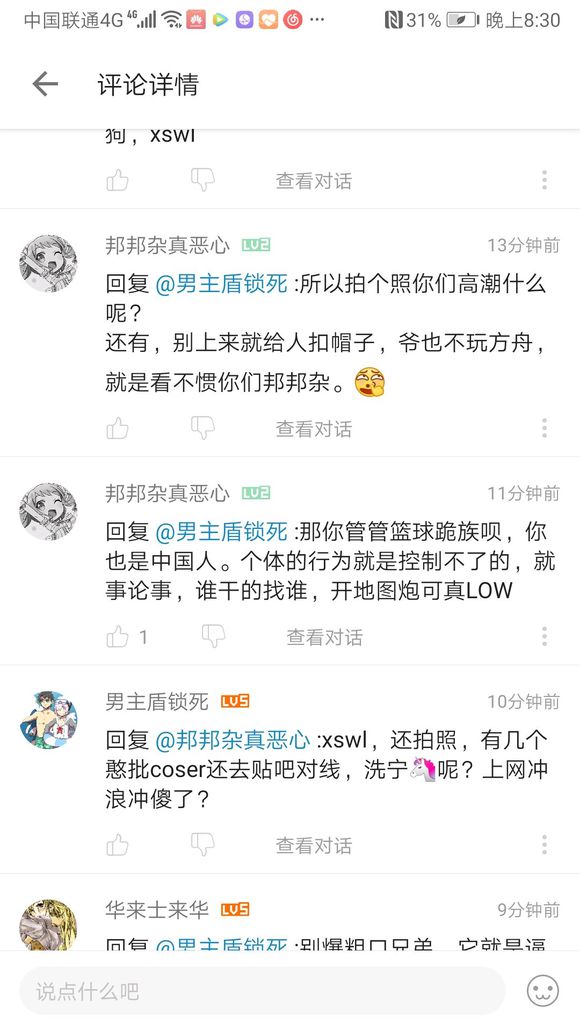 中国联通4G 4G 31% 晚上8:30
评论详情
狗，xswl
查看对话
邦邦杂真恶心 LV2 13分钟前
回复 @男主盾锁死 :所以拍个照你们高潮什么
呢？
还有，别上来就给人扣帽子，爷也不玩方舟，
就是看不惯你们邦邦杂。
查看对话
邦邦杂真恶心 LV2 11分钟前
回复 @男主盾锁死 :那你管管篮球跪族呗，你
也是中国人。个体的行为就是控制不了的，就
事论事，谁干的找谁，开地图炮可真LOW
1 查看对话
男主盾锁死 LV5 10分钟前
回复 @邦邦杂真恶心 :xswl，还拍照，有几个
憨批coser还去贴吧对线，洗宁🦄呢？上网冲
浪冲傻了？
查看对话
华来士来华 LV5 9分钟前
回复 @男主盾锁死 :别爆粗口兄弟，它就是逼
说点什么吧